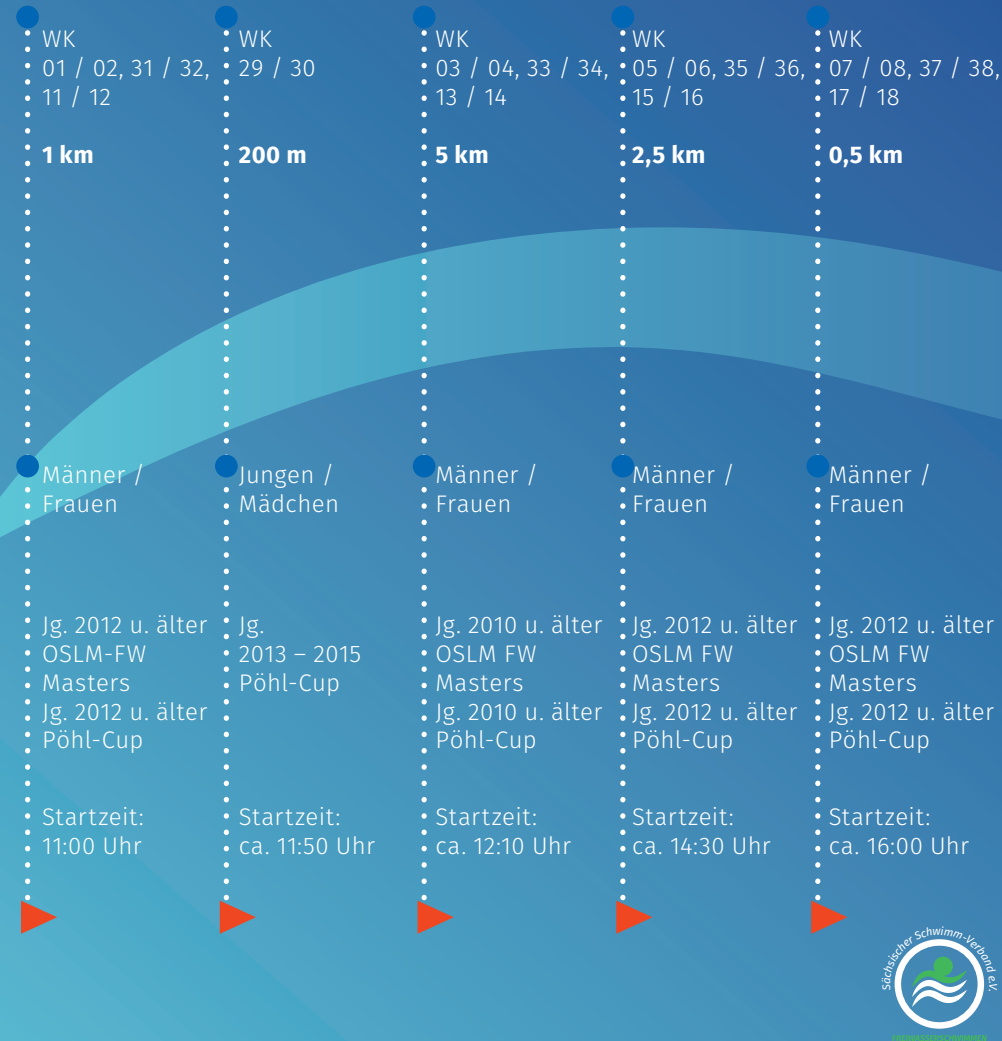 WK
01 / 02, 31 / 32,
11 / 12
1 km
Männer /
Frauen
Jg. 2012 u. älter
OSLM-FW
Masters
Jg. 2012 u. älter
Pöhl-Cup
Startzeit:
11:00 Uhr
WK
29 / 30
200 m
Jungen /
Mädchen
Jg.
2013 – 2015
Pöhl-Cup
Startzeit:
ca. 11:50 Uhr
WK
03 / 04, 33 / 34,
13 / 14
5 km
Männer /
Frauen
Jg. 2010 u. älter
OSLM FW
Masters
Jg. 2010 u. älter
Pöhl-Cup
Startzeit:
ca. 12:10 Uhr
WK
05 / 06, 35 / 36,
15 / 16
2,5 km
Männer /
Frauen
Jg. 2012 u. älter
OSLM FW
Masters
Jg. 2012 u. älter
Pöhl-Cup
Startzeit:
ca. 14:30 Uhr
WK
07 / 08, 37 / 38,
17 / 18
0,5 km
Männer /
Frauen
Jg. 2012 u. älter
OSLM FW
Masters
Jg. 2012 u. älter
Pöhl-Cup
Startzeit:
ca. 16:00 Uhr
Sächsischer Schwimm-Verband e.V.